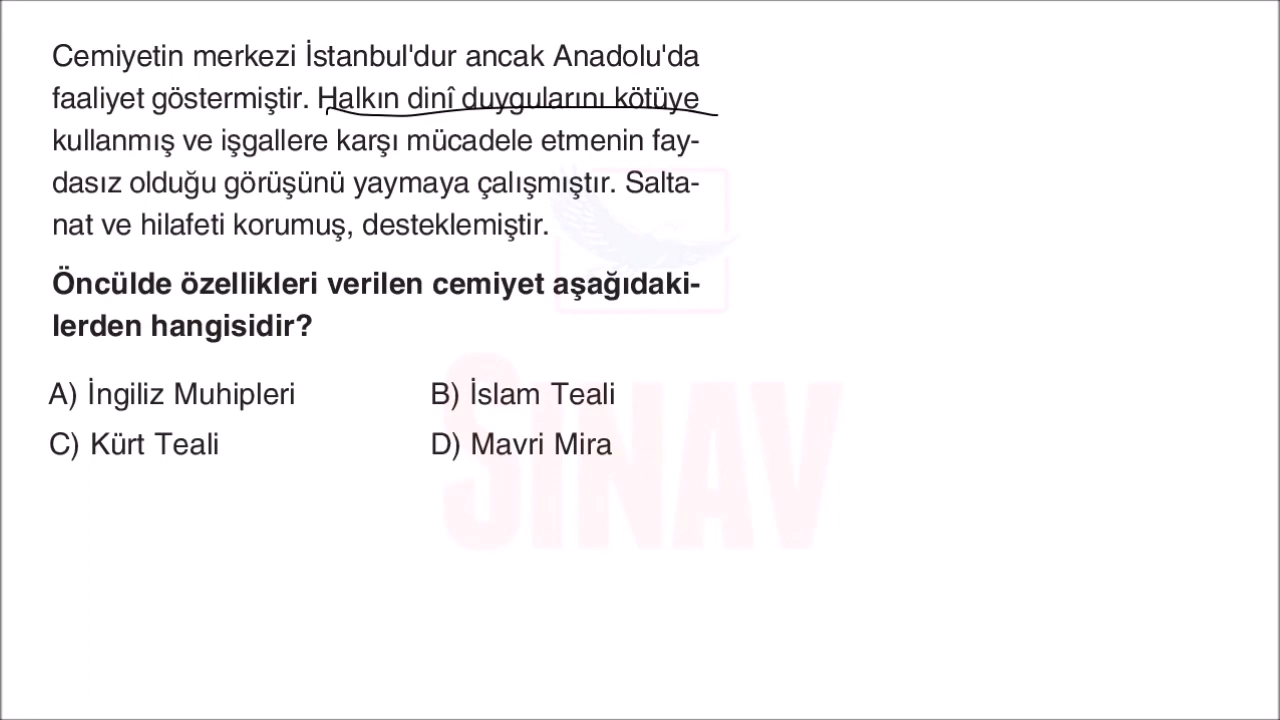 Cemiyetin merkezi İstanbul'dur ancak Anadolu'da
faaliyet göstermiştir. Halkın dinî duygularını kötüye
kullanmış ve işgallere karşı mücadele etmenin fay-
dasız olduğu görüşünü yaymaya çalışmıştır. Salta-
nat ve hilafeti korumuş, desteklemiştir.
Öncülde özellikleri verilen cemiyet aşağıdaki-
lerden hangisidir?
A) İngiliz Muhipleri B) İslam Teali
C) Kürt Teali D) Mavri Mira
SINAV